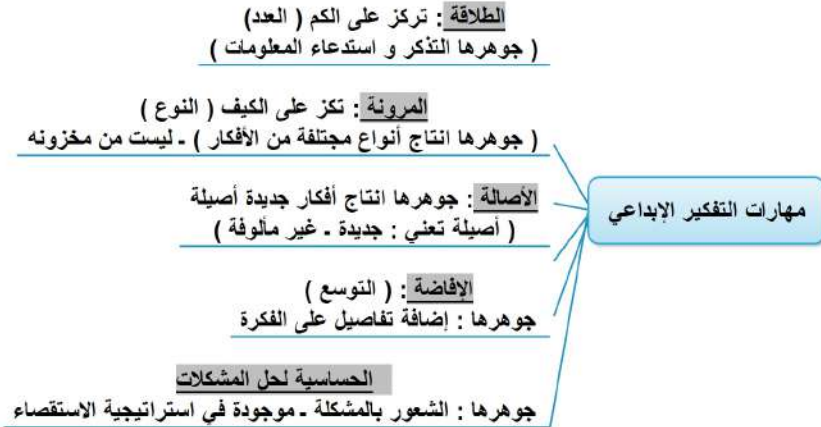 الطلاقة : تركز على الكم ( العدد)
( جوهرها التذكر و استدعاء المعلومات )
المرونة : تكز على الكيف ( النوع )
( جوهرها انتاج أنواع مجتلفة من الأفكار ) ـ ليست من مخزونه
الأصالة : جوهرها انتاج أفكار جديدة أصيلة
( أصيلة تعني : جديدة ـ غير مألوفة )
مهارات التفكير الإبداعي
الإفاضة : ( التوسع )
جوهرها : إضافة تفاصيل على الفكرة
الحساسية لحل المشكلات
جوهرها : الشعور بالمشكلة ـ موجودة في استراتيجية الاستقصاء